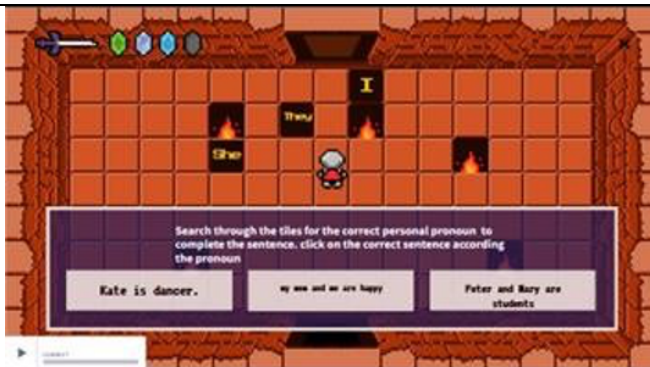 I
They
She
Search through the tiles for the correct personal pronoun to
complete the sentence. click on the correct sentence according
the pronoun
Kate is dancer.
my mom and me are happy
Peter and Mary are
students